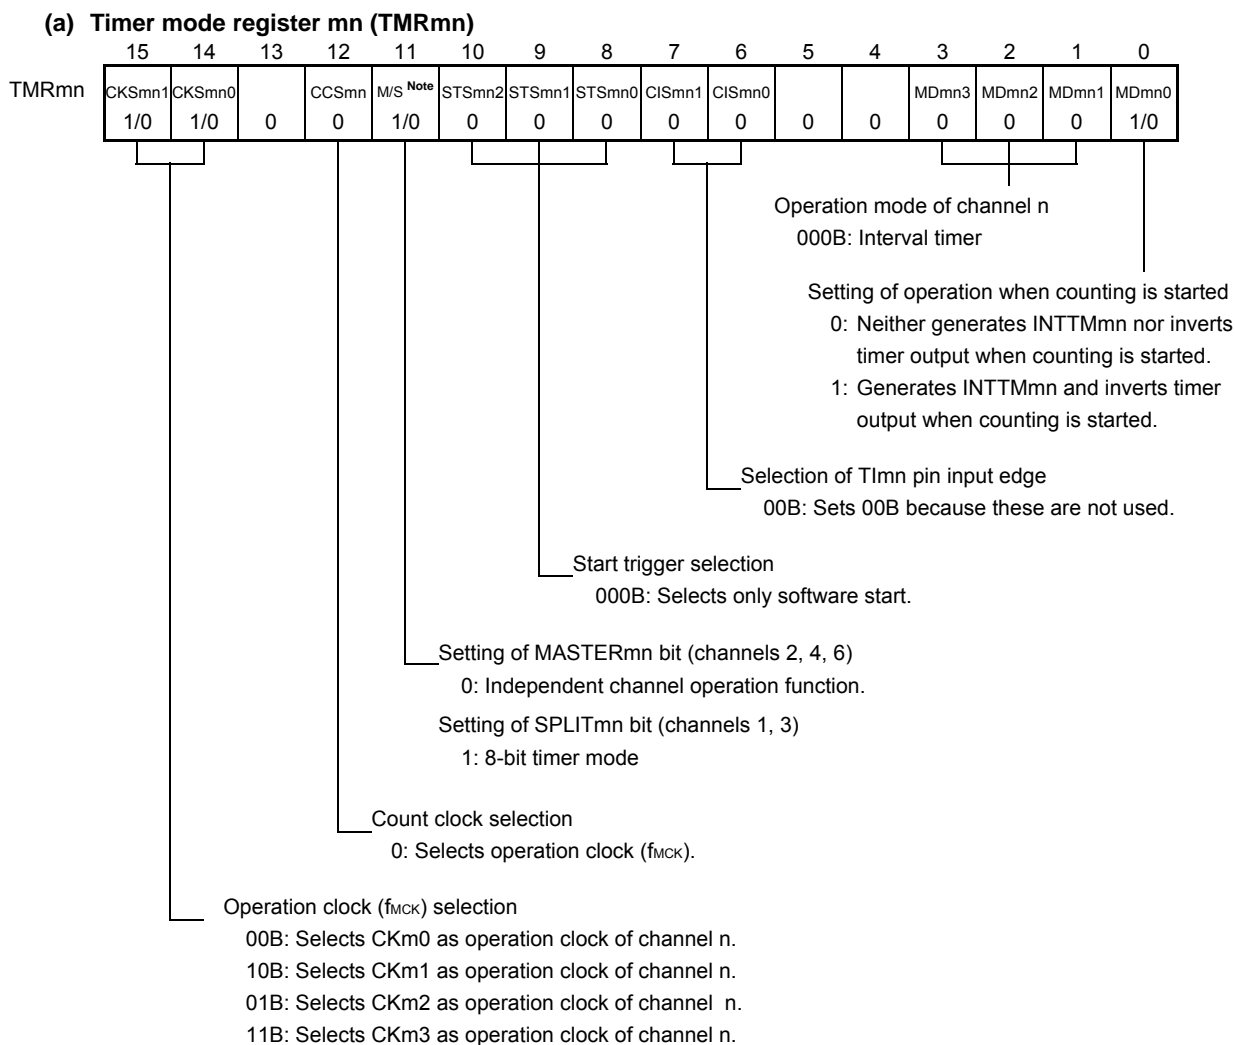 (a) Timer mode register mn (TMRmn)
15 14 13 12 11 10 9 8 7 6 5 4 3 2 1 0
TMRmn CKSmn1 CKSmn0 CCSmn M/S Note STSmn2 STSmn1 STSmn0 CISmn1 CISmn0 MDmn3 MDmn2 MDmn1 MDmn0
1/0 1/0 0 0 1/0 0 0 0 0 0 0 0 0 0 0 1/0
Operation mode of channel n
000B: Interval timer
Setting of operation when counting is started
0: Neither generates INTTMmn nor inverts
timer output when counting is started.
1: Generates INTTMmn and inverts timer
output when counting is started.
Selection of TImn pin input edge
00B: Sets 00B because these are not used.
Start trigger selection
000B: Selects only software start.
Setting of MASTERmn bit (channels 2, 4, 6)
0: Independent channel operation function.
Setting of SPLITmn bit (channels 1, 3)
1: 8-bit timer mode
Count clock selection
0: Selects operation clock (fMCK).
Operation clock (fMCK) selection
00B: Selects CKm0 as operation clock of channel n.
10B: Selects CKm1 as operation clock of channel n.
01B: Selects CKm2 as operation clock of channel n.
11B: Selects CKm3 as operation clock of channel n.